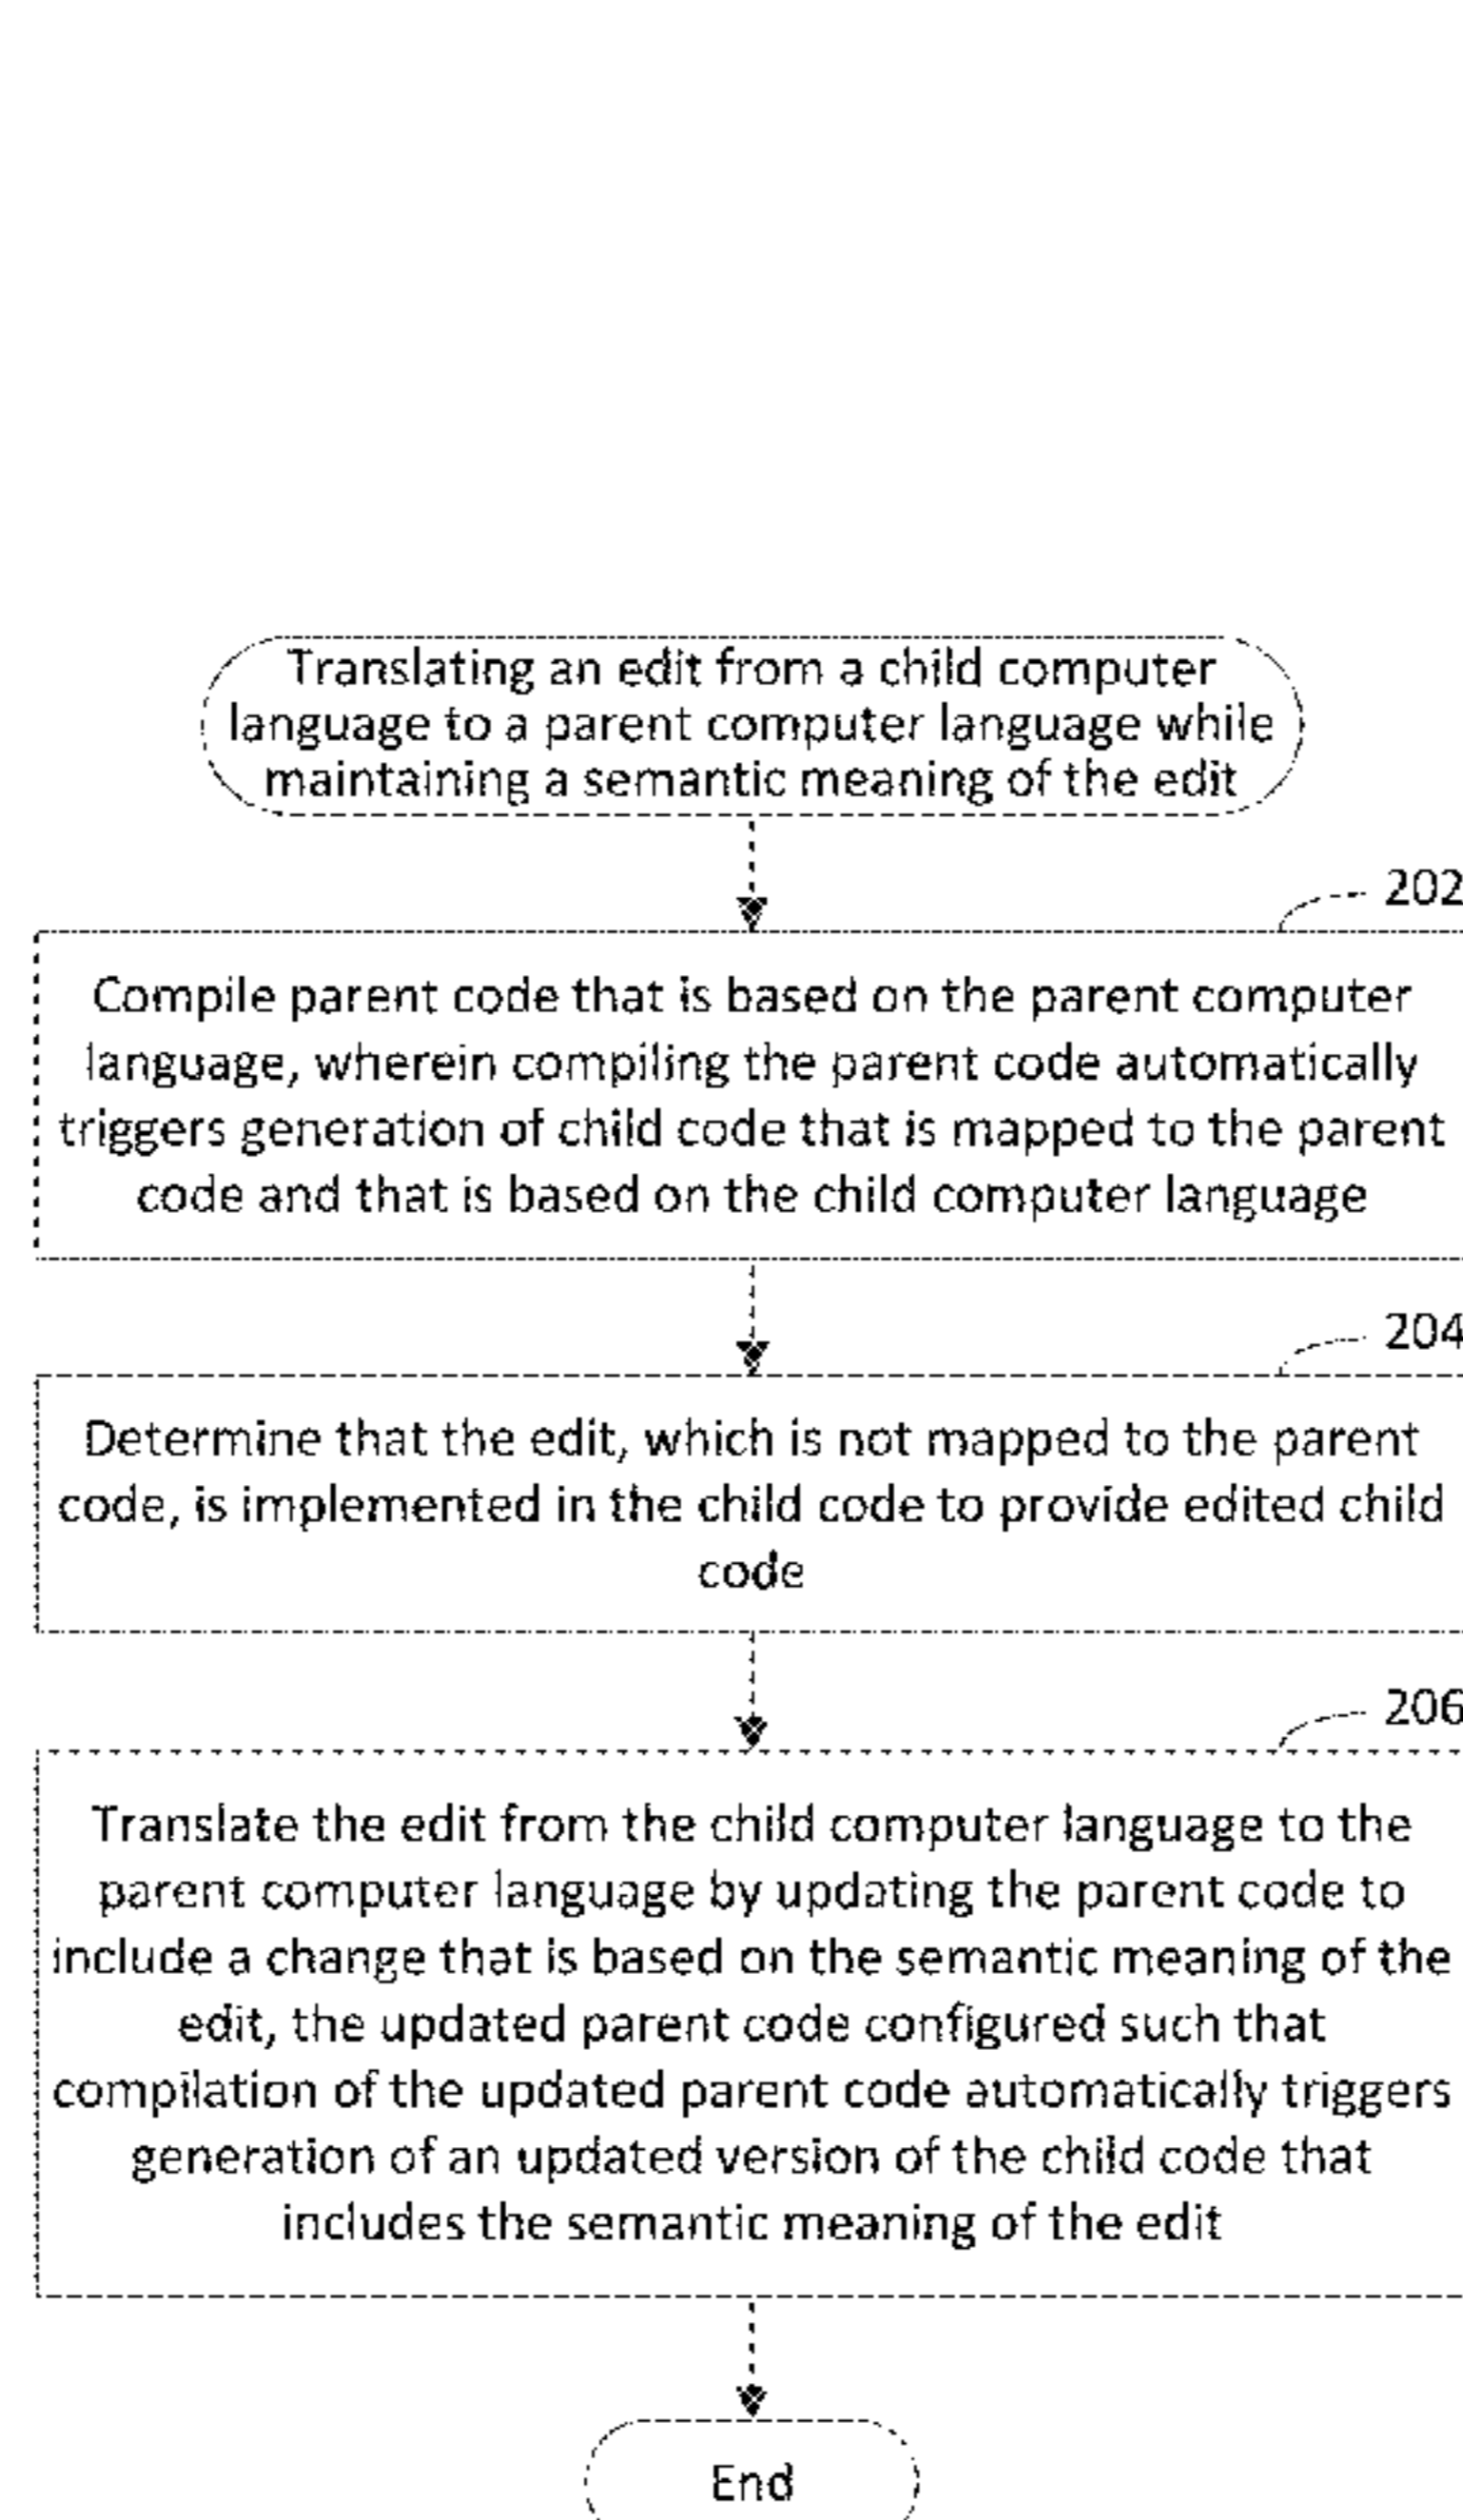 Translating an edit from a child computer
language to a parent computer language while
maintaining a semantic meaning of the edit
202
Compile parent code that is based on the parent computer
language, wherein compiling the parent code automatically
triggers generation of child code that is mapped to the parent
code and that is based on the child computer language
204
Determine that the edit, which is not mapped to the parent
code, is implemented in the child code to provide edited child
code
206
Translate the edit from the child computer language to the
parent computer language by updating the parent code to
include a change that is based on the semantic meaning of the
edit, the updated parent code configured such that
compilation of the updated parent code automatically triggers
generation of an updated version of the child code that
includes the semantic meaning of the edit
End